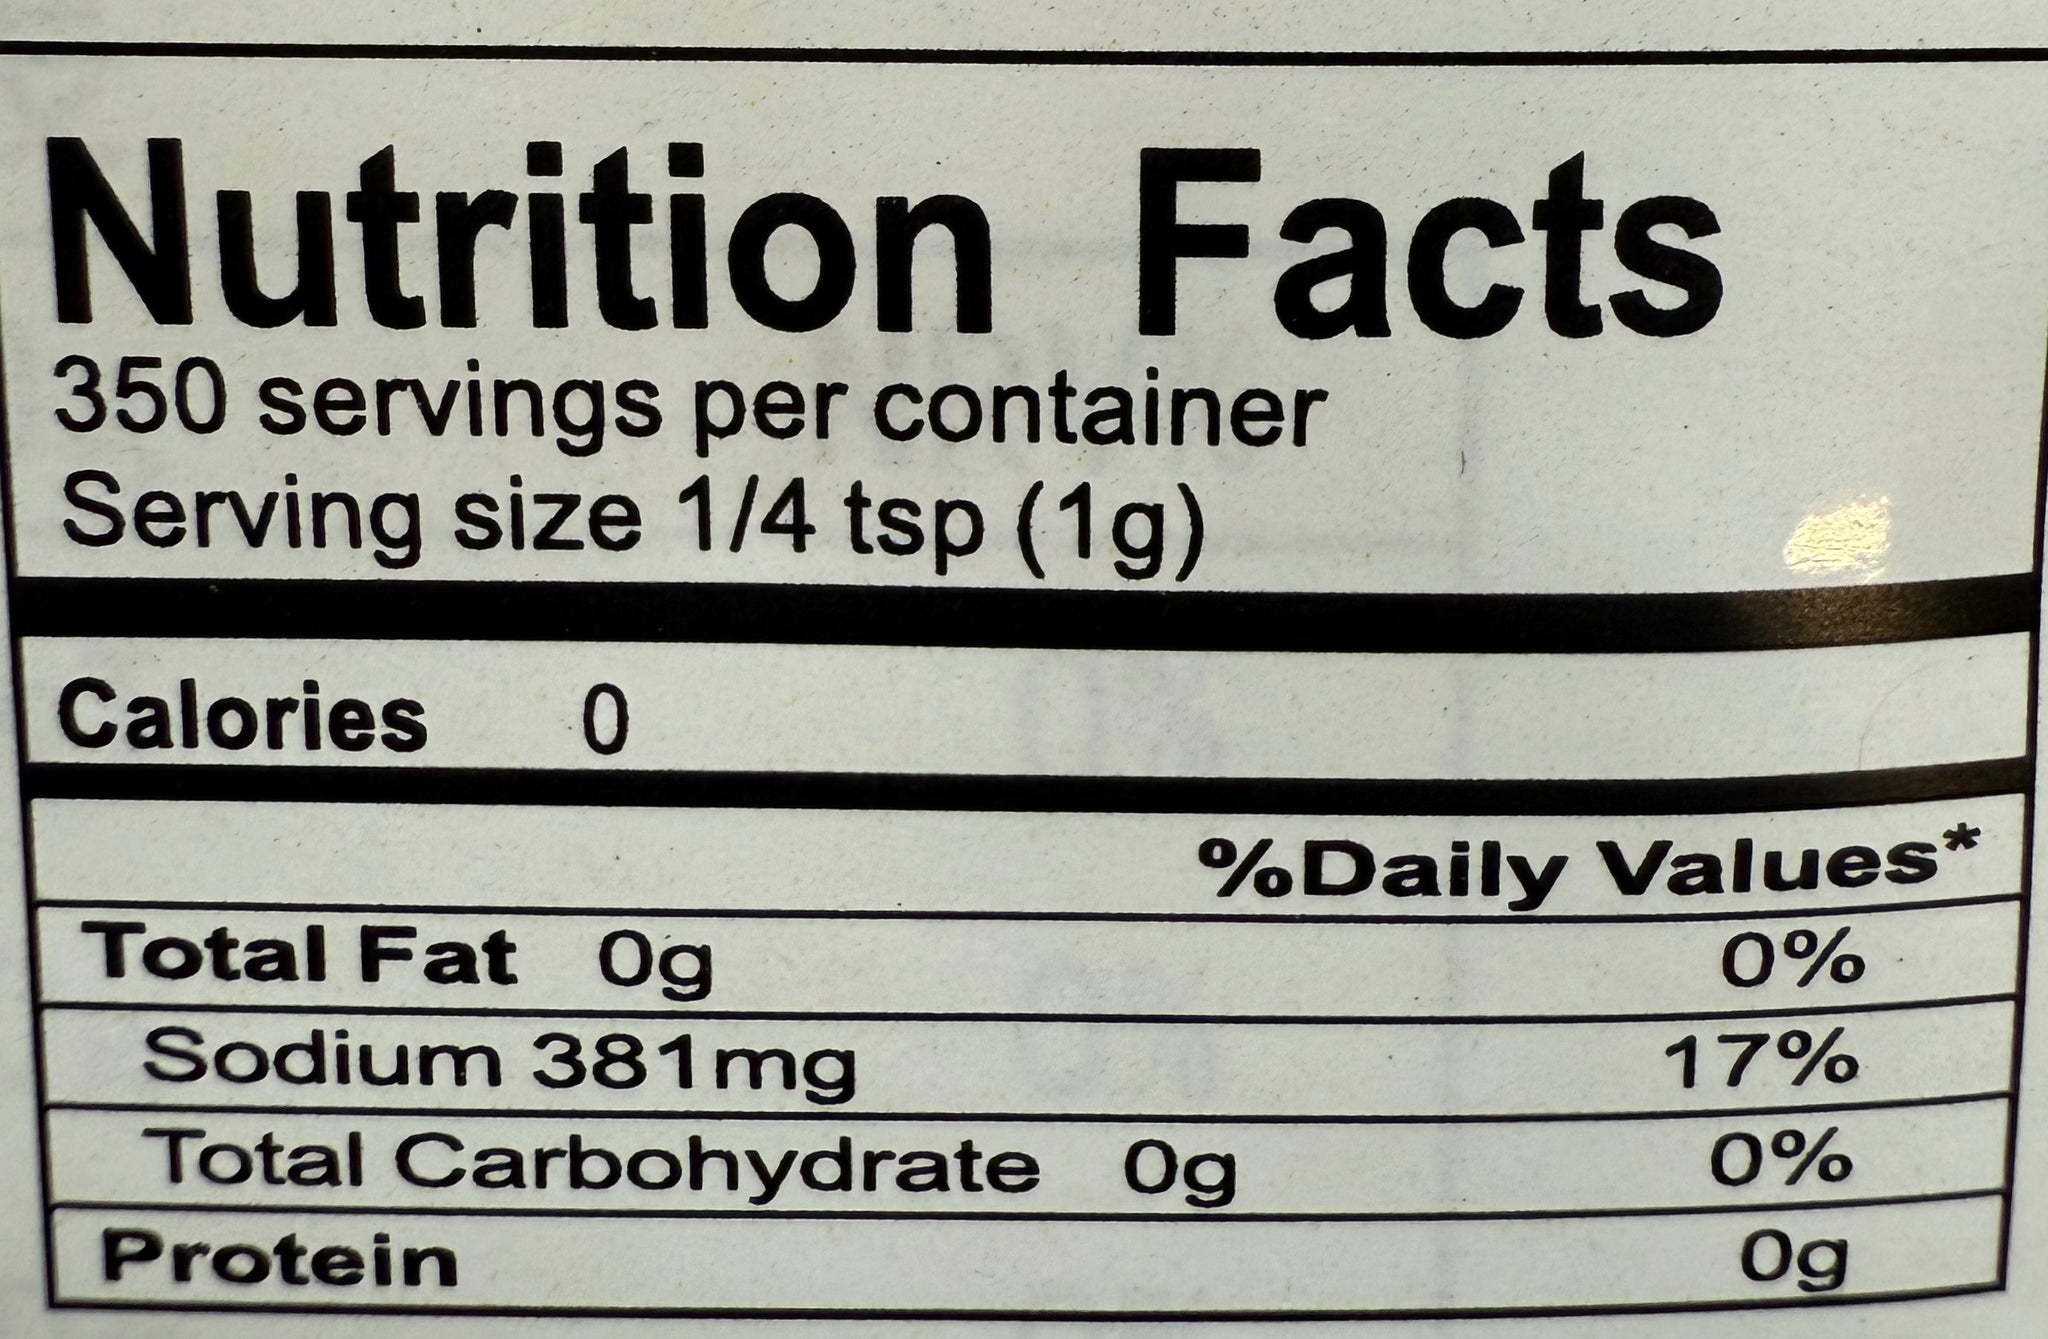 Nutrition Facts
350 servings per container
Serving size 1/4 tsp (1g)
Calories 0
%Daily Values*
Total Fat 0g 0%
Sodium 381mg 17%
Total Carbohydrate 0g 0%
Protein 0g